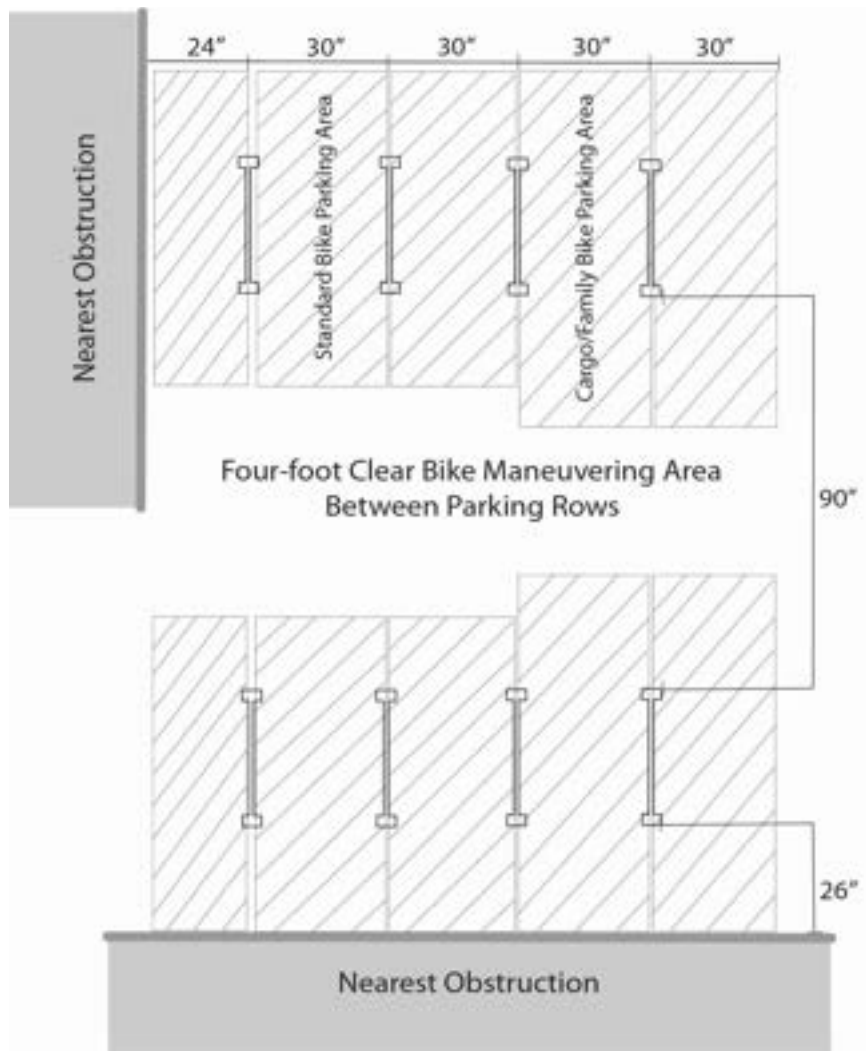 24”
30”
30”
30”
30”
Nearest Obstruction
Standard Bike Parking Area
Cargo/Family Bike Parking Area
Four-foot Clear Bike Maneuvering Area
Between Parking Rows
90”
26”
Nearest Obstruction